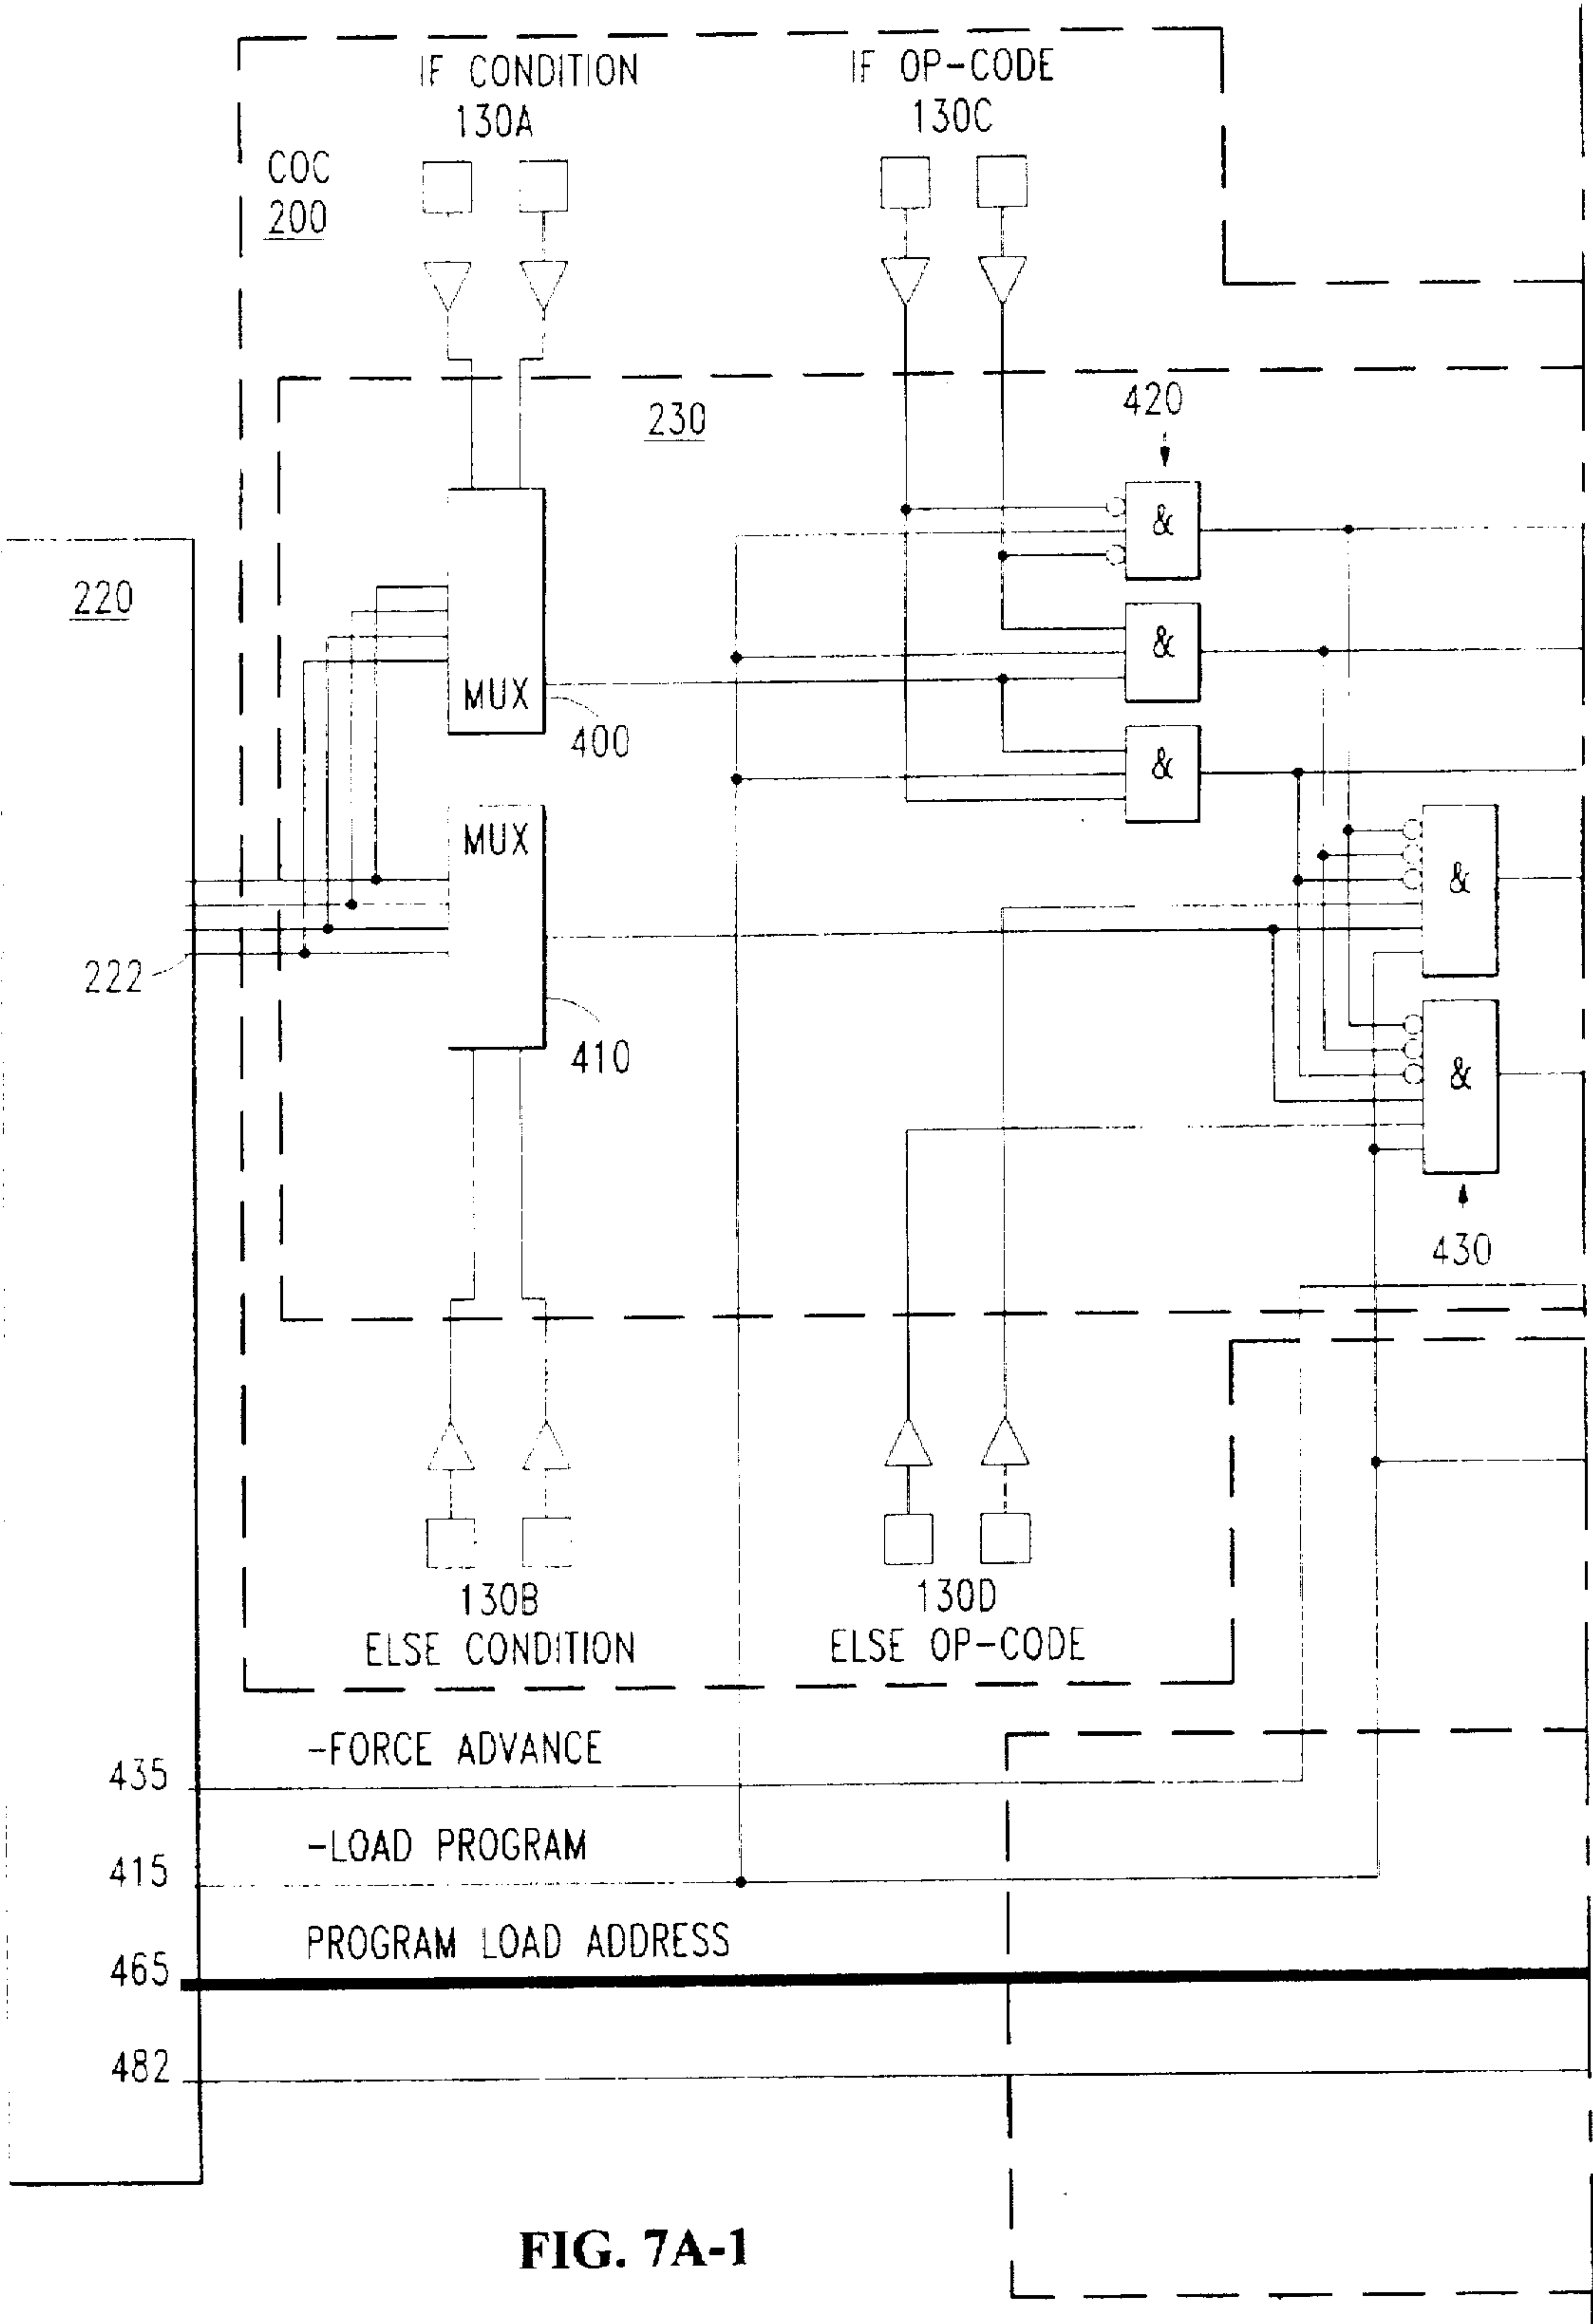 IF CONDITION
130A
IF OP-CODE
130C
COC
200
230
420
&
220
&
MUX
400
&
MUX
&
222
410
&
430
130B
ELSE CONDITION
130D
ELSE OP-CODE
-FORCE ADVANCE
435
-LOAD PROGRAM
415
PROGRAM LOAD ADDRESS
465
482
FIG. 7A-1